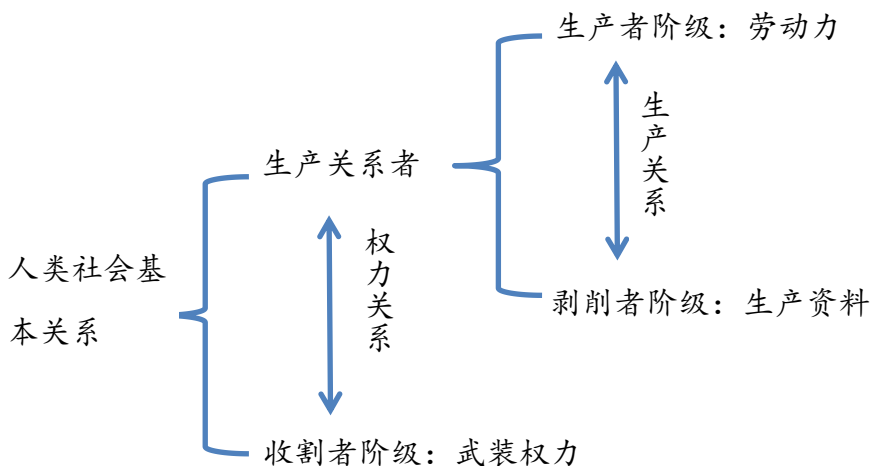 生产者阶级：劳动力
生产关系
生产关系者
权力关系
人类社会基
本关系
剥削者阶级：生产资料
收割者阶级：武装权力